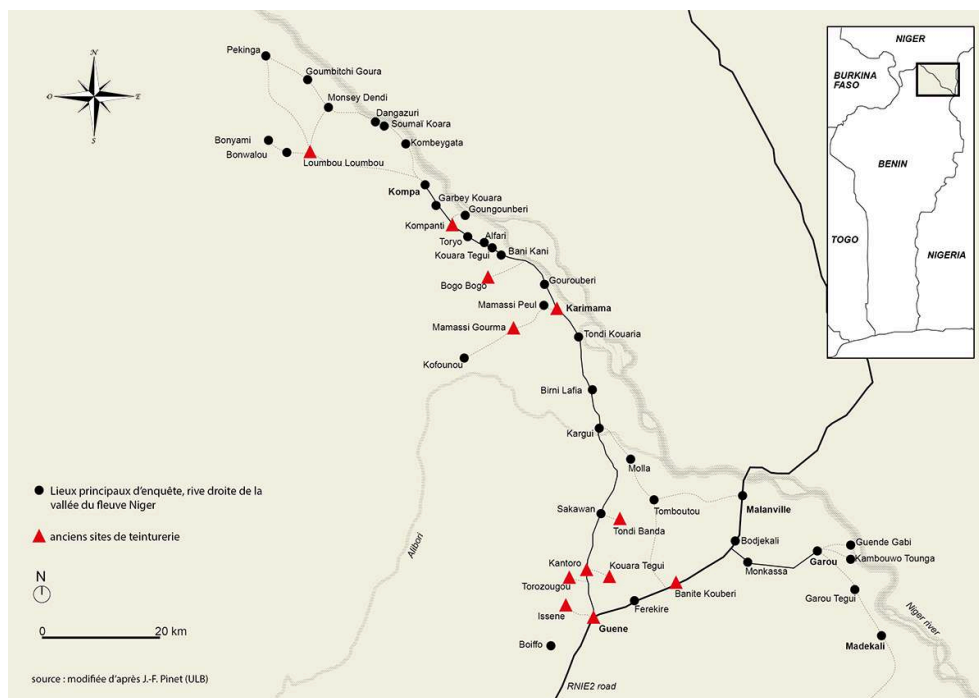 N
O
E
S
Pekinga
Goumbitchi Goura
Monsey Dendi
Dangazuri
Soumaï Koara
Kombeygata
Bonyami
Bonwalou
Loumbou Loumbou
Kompa
Garbey Kouara
Goungounberi
Kompanti
Toryo
Alfari
Kouara Tegui
Bani Kani
Bogo Bogo
Gourouberi
Mamassi Peul
Karimama
Mamassi Gourma
Tondi Kouaria
Kofounou
Birni Lafia
Kargui
Molla
Tomboutou
Malanville
Sakawan
Tondi Banda
Bodjekali
Guende Gabi
Garou
Kambouwo Tounga
Monkassa
Kantoro
Kouara Tegui
Torozougou
Banite Kouberi
Garou Tegui
Issene
Ferekire
Guene
Boiffo
Madekali
Alibori
Niger river
RNIE2 road
NIGER
BURKINA
FASO
BENIN
TOGO
NIGERIA
Lieux principaux d'enquête, rive droite de la
vallée du fleuve Niger
anciens sites de teinturerie
N
0 20 km
source : modifiée d'après J.-F. Pinet (ULB)